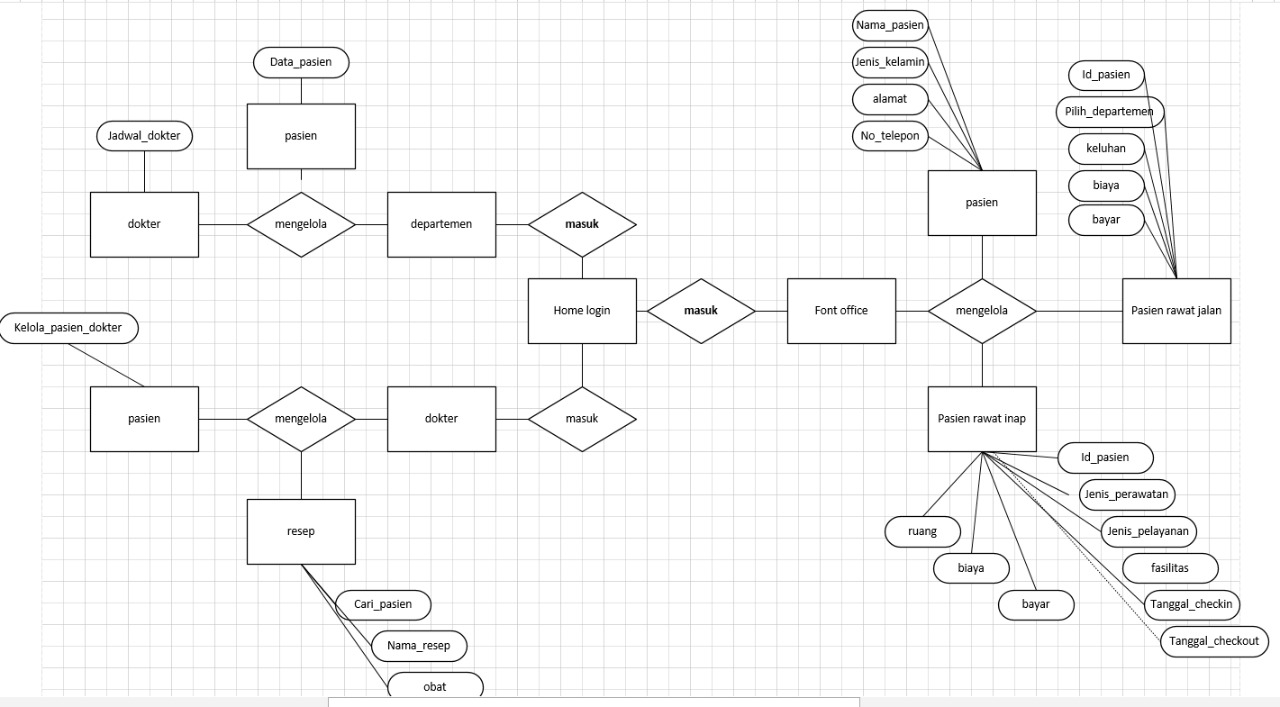 Nama_pasien
Jenis_kelamin
alamat
No_telepon
Data_pasien
Id_pasien
Pilih_departemen
keluhan
biaya
bayar
Jadwal_dokter
pasien
pasien
dokter
mengelola
departemen
masuk
Home login
masuk
Font office
mengelola
Pasien rawat jalan
Kelola_pasien_dokter
pasien
mengelola
dokter
masuk
Pasien rawat inap
Id_pasien
Jenis_perawatan
Jenis_pelayanan
fasilitas
Tanggal_checkin
Tanggal_checkout
ruang
biaya
bayar
resep
Cari_pasien
Nama_resep
obat